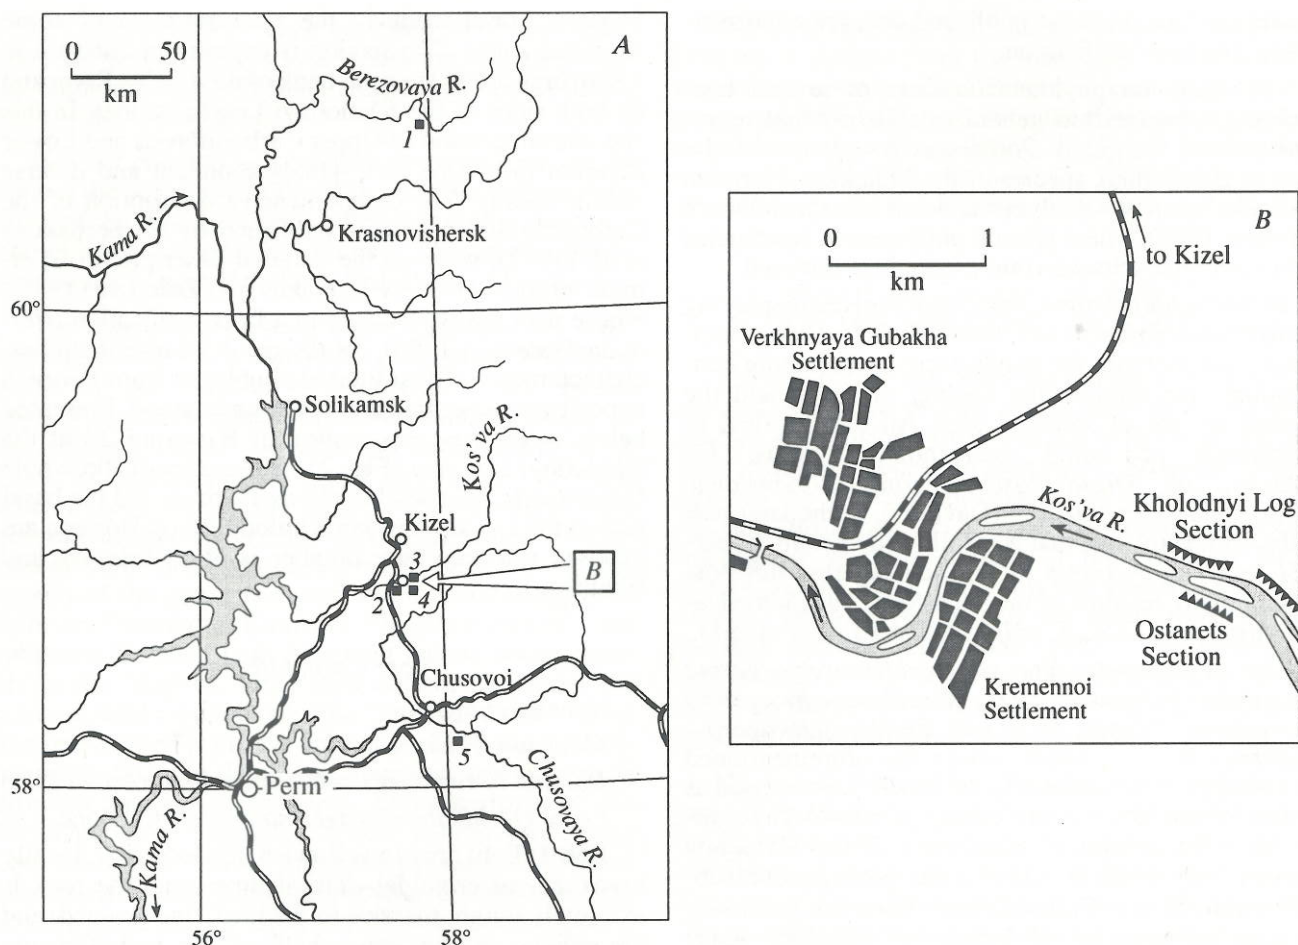 A
0 50
km
Berezovaya R.
1
Kama R.
Krasnovishersk
60°
Solikamsk
Kos'va R.
Kizel
3
B
2
4
Chusovoi
5
58°
Perm'
Chusovaya R.
Kama R.
56°
58°
B
0 1
km
to Kizel
Verkhnyaya Gubakha
Settlement
Kos'va R.
Kholodnyi Log
Section
Ostanets
Section
Kremennoi
Settlement